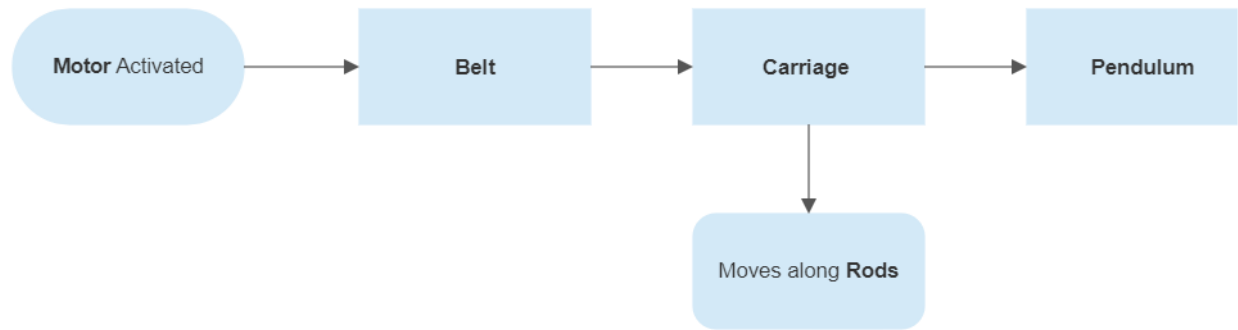 Motor Activated
Belt
Carriage
Pendulum
Moves along Rods